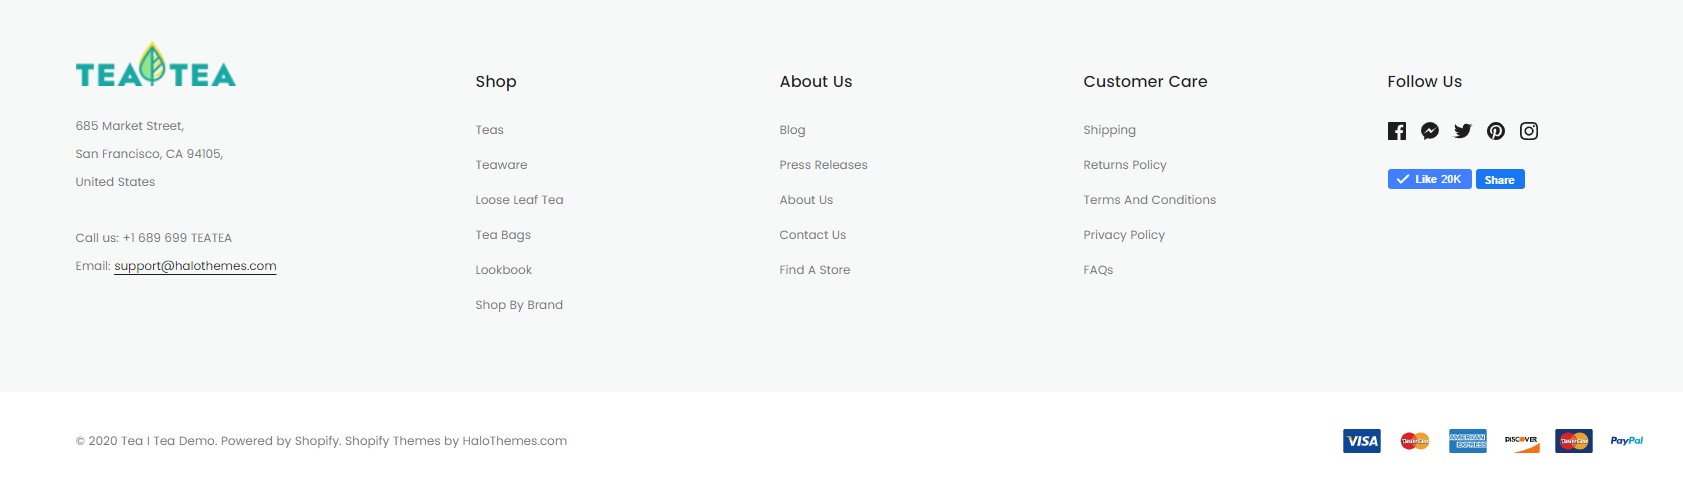 TEA TEA
685 Market Street,
San Francisco, CA 94105,
United States
Call us: +1 689 699 TEATEA
Email: support@halothemes.com
Shop
Teas
Teaware
Loose Leaf Tea
Tea Bags
Lookbook
Shop By Brand
About Us
Blog
Press Releases
About Us
Contact Us
Find A Store
Customer Care
Shipping
Returns Policy
Terms And Conditions
Privacy Policy
FAQs
Follow Us
Like 20K Share
© 2020 Tea I Tea Demo. Powered by Shopify. Shopify Themes by HaloThemes.com
VISA MasterCard AMERICAN EXPRESS DISCOVER MasterCard PayPal